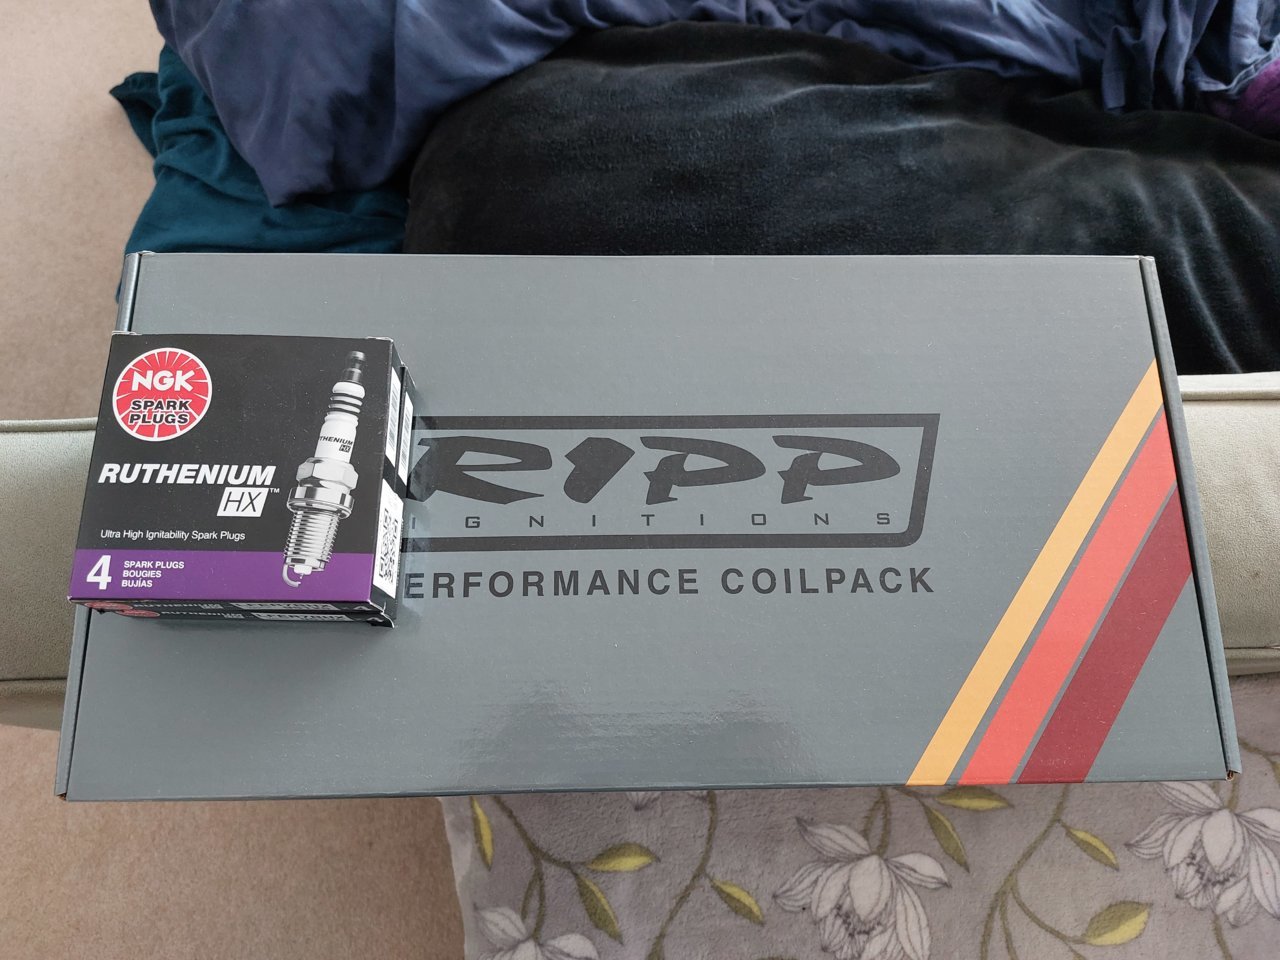 NGK
SPARK
PLUGS
RUTHENIUM
HX™
Ultra High Ignitability Spark Plugs
4
SPARK PLUGS
BOUGIES
BUJÍAS
RUTHENIUM
HX
RIPP
IGNITIONS
ERFORMANCE COILPACK